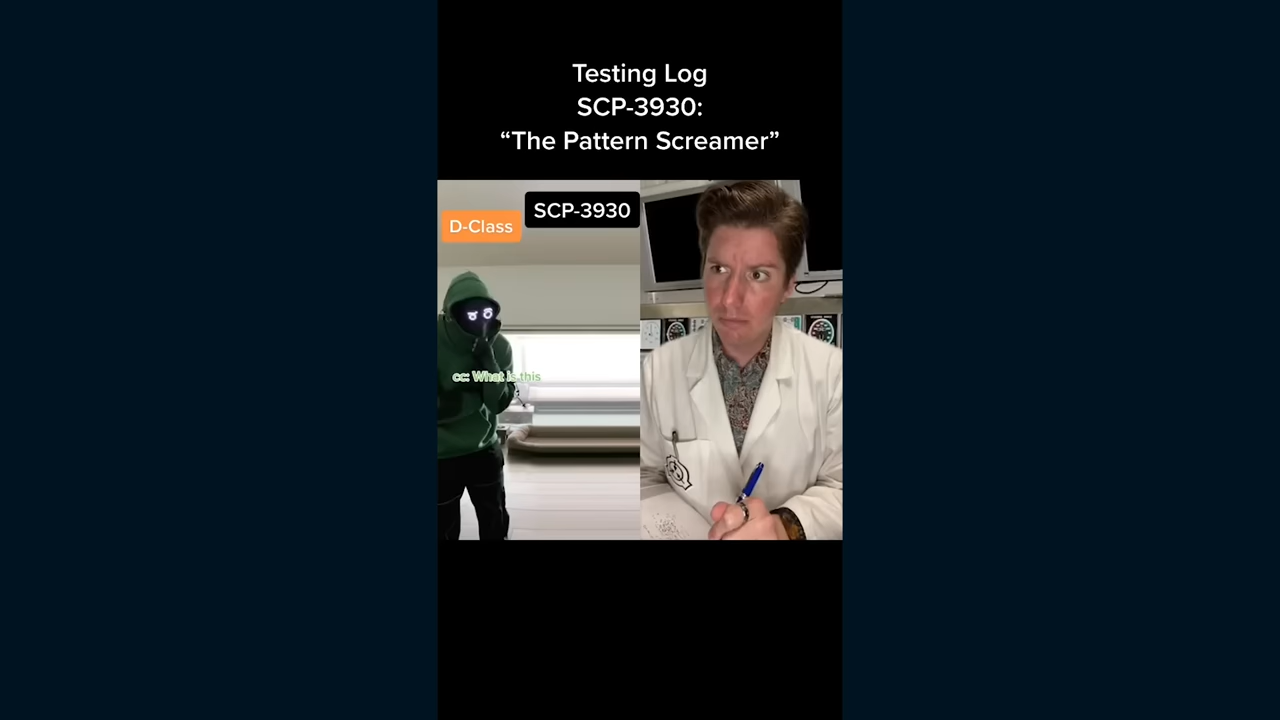 Testing Log
SCP-3930:
“The Pattern Screamer”
SCP-3930
D-Class
cc: What is this